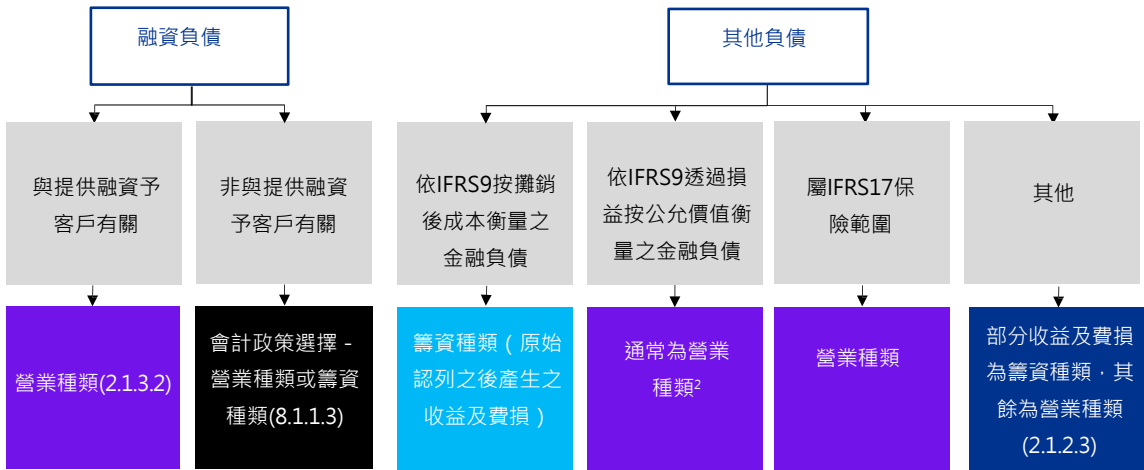 融資負債
其他負債
與提供融資予
客戶有關
非與提供融資
予客戶有關
依IFRS9按攤銷
後成本衡量之
金融負債
依IFRS9透過損
益按公允價值衡
量之金融負債
屬IFRS17保
險範圍
其他
營業種類(2.1.3.2)
會計政策選擇 -
營業種類或籌資
種類(8.1.1.3)
籌資種類（原始
認列之後產生之
收益及費損）
通常為營業
種類²
營業種類
部分收益及費損
為籌資種類，其
餘為營業種類
(2.1.2.3)